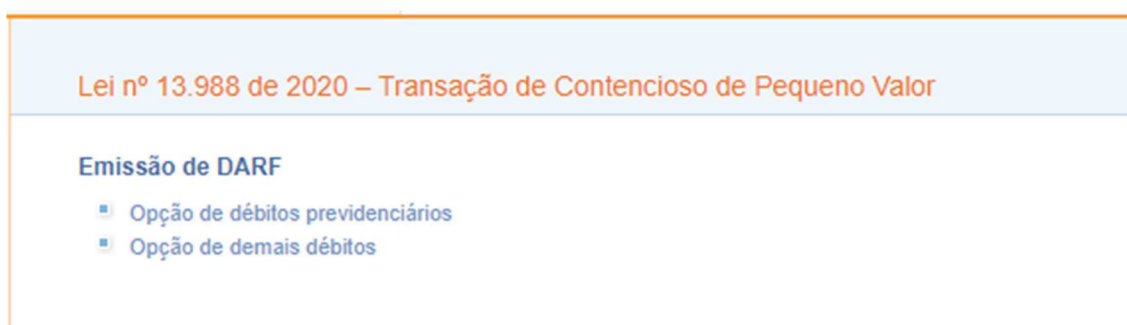 Lei nº 13.988 de 2020 – Transação de Contencioso de Pequeno Valor
Emissão de DARF
Opção de débitos previdenciários
Opção de demais débitos